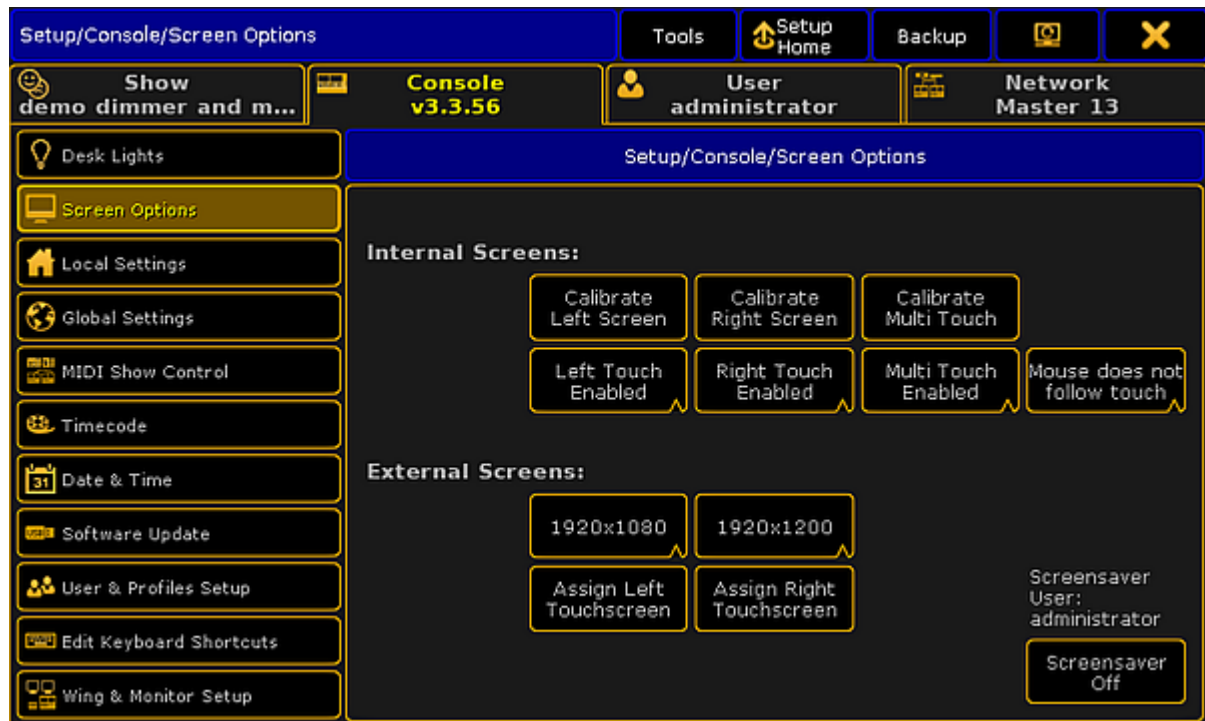 Setup/Console/Screen Options
Tools
Setup
Home
Backup
Show
demo dimmer and m...
Console
v3.3.56
User
administrator
Network
Master 13
Desk Lights
Screen Options
Local Settings
Global Settings
MIDI Show Control
Timecode
31 Date & Time
Software Update
User & Profiles Setup
Edit Keyboard Shortcuts
Wing & Monitor Setup
Setup/Console/Screen Options
Internal Screens:
Calibrate
Left Screen
Calibrate
Right Screen
Calibrate
Multi Touch
Left Touch
Enabled
Right Touch
Enabled
Multi Touch
Enabled
Mouse does not
follow touch
External Screens:
1920x1080
1920x1200
Assign Left
Touchscreen
Assign Right
Touchscreen
Screensaver
User:
administrator
Screensaver
Off